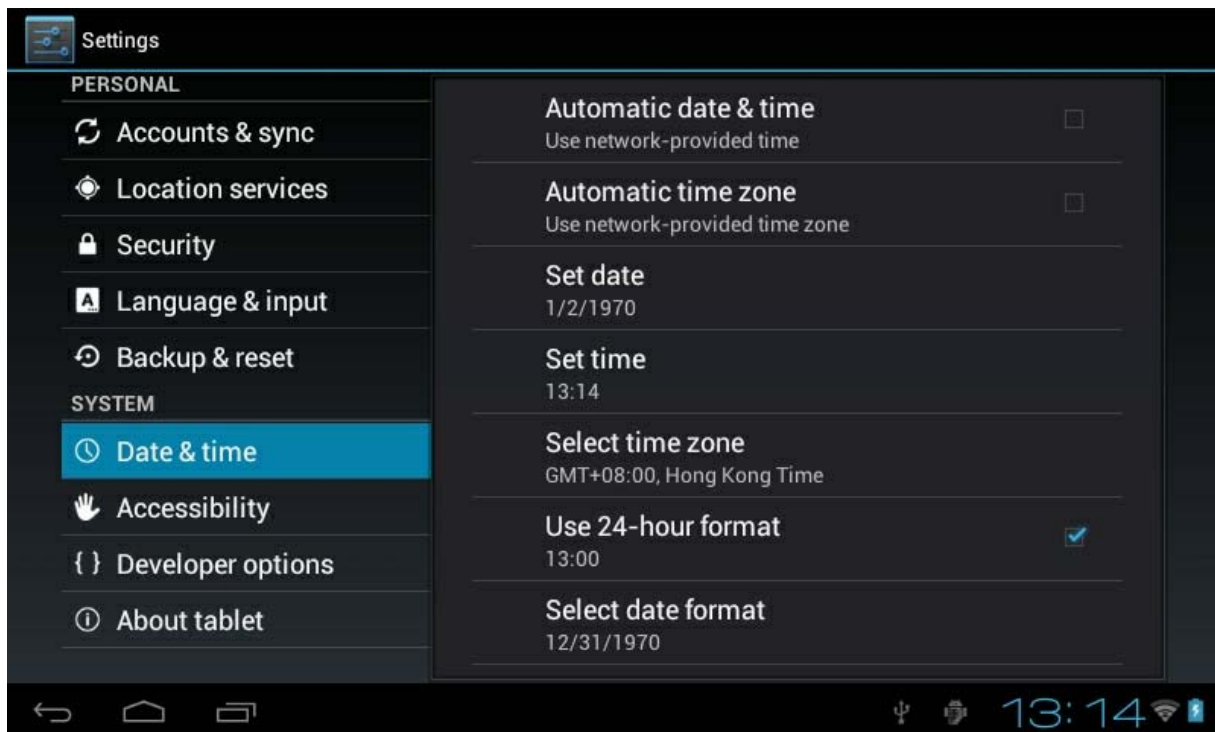 Settings
PERSONAL
Accounts & sync
Location services
Security
Language & input
Backup & reset
SYSTEM
Date & time
Accessibility
{ } Developer options
About tablet
Automatic date & time
Use network-provided time
Automatic time zone
Use network-provided time zone
Set date
1/2/1970
Set time
13:14
Select time zone
GMT+08:00, Hong Kong Time
Use 24-hour format
13:00
Select date format
12/31/1970
13:14